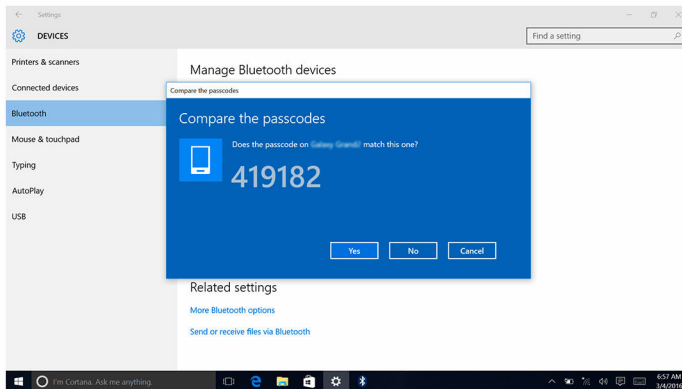 Settings
DEVICES
Find a setting
Printers & scanners
Connected devices
Bluetooth
Mouse & touchpad
Typing
AutoPlay
USB
Manage Bluetooth devices
Compare the passcodes
Compare the passcodes
Does the passcode on Galaxy Grand2 match this one?
419182
Yes
No
Cancel
Related settings
More Bluetooth options
Send or receive files via Bluetooth
I'm Cortana. Ask me anything.
6:57 AM
3/4/2016